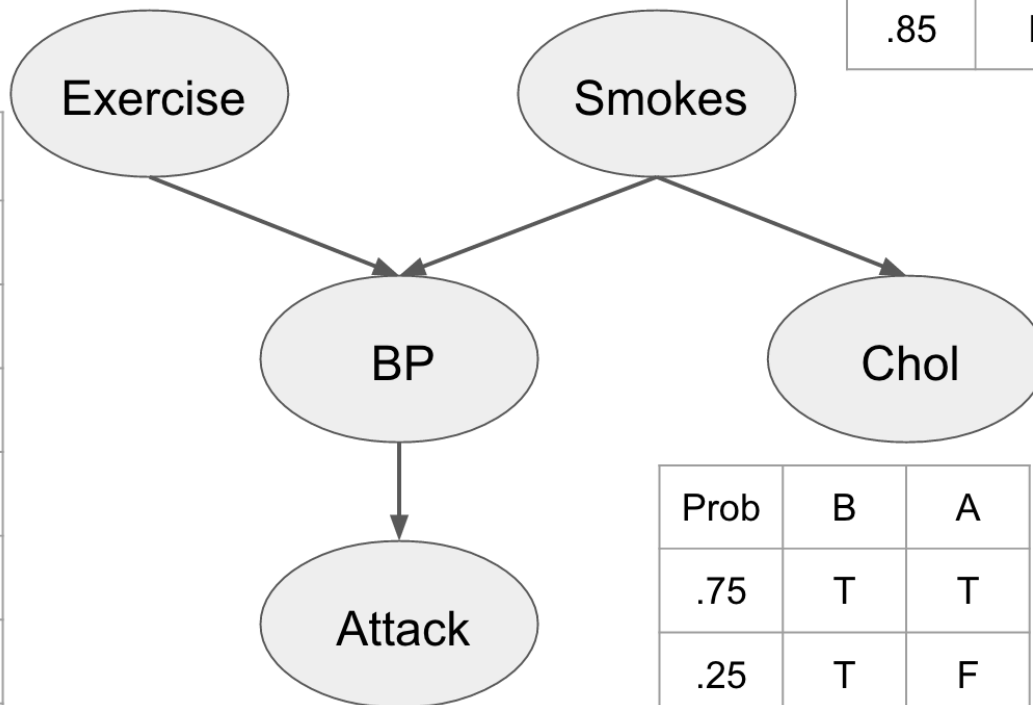 .85
Exercise
Smokes
BP
Chol
Prob B A
.75 T T
Attack
.25 T F